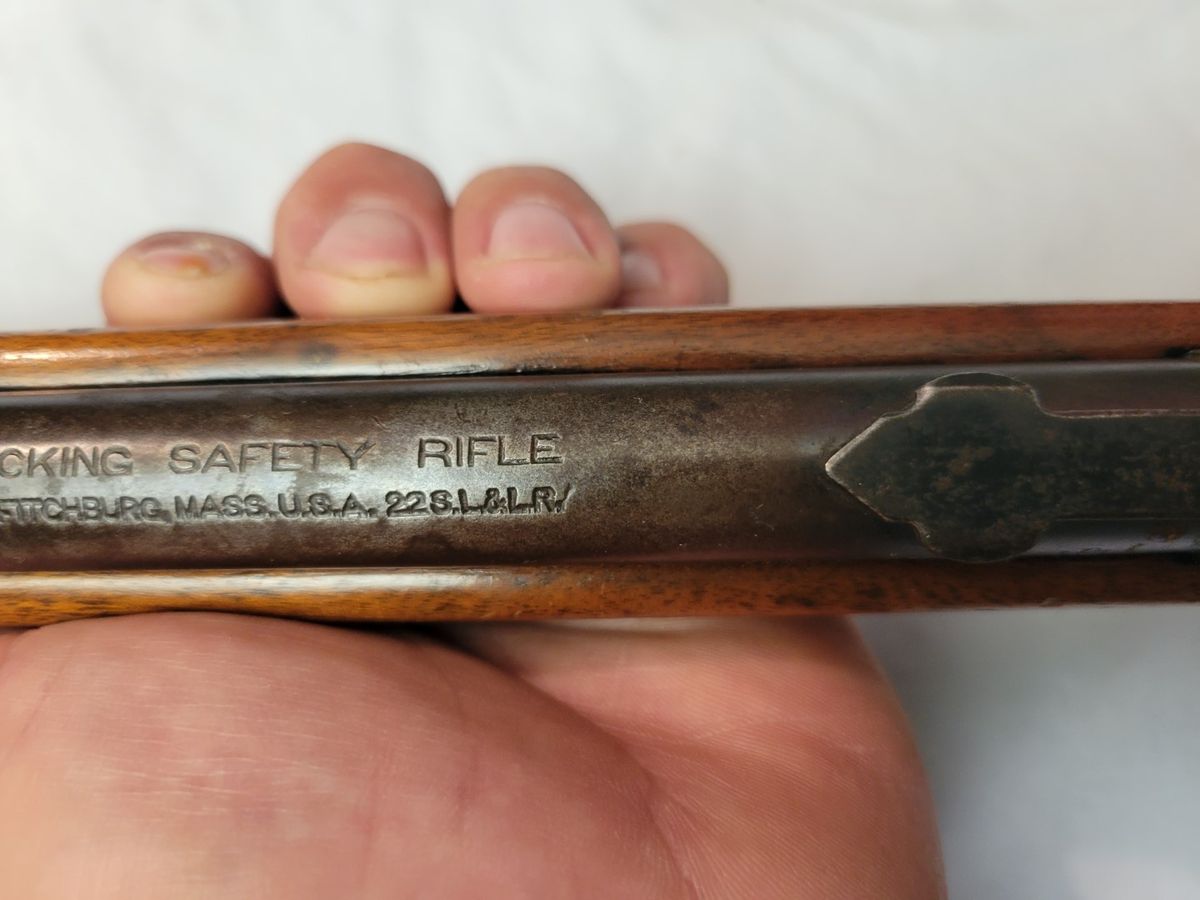 CKING SAFETY RIFLE
FITCHBURG, MASS. U.S.A. 22 S.L.&L.R.